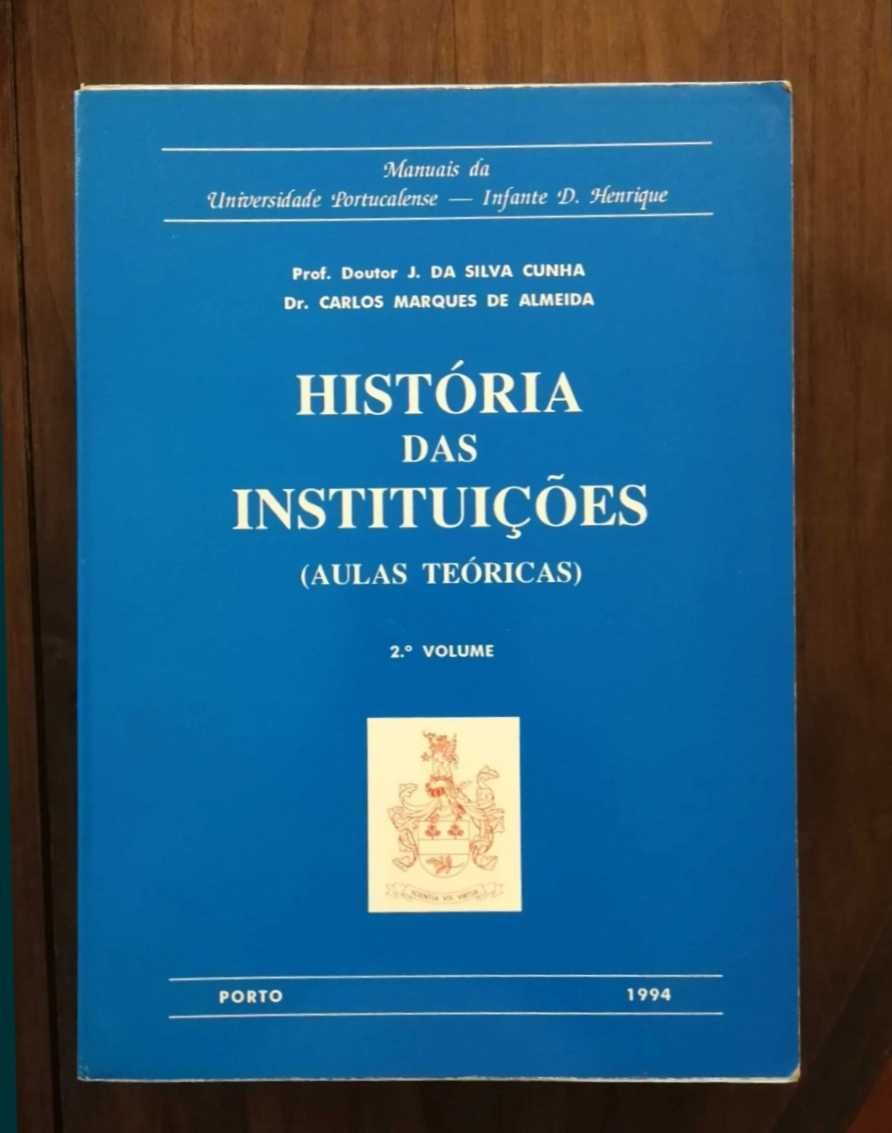 Manuais da
Universidade Portucalense — Infante D. Henrique
Prof. Doutor J. DA SILVA CUNHA
Dr. CARLOS MARQUES DE ALMEIDA
HISTÓRIA
DAS
INSTITUIÇÕES
(AULAS TEÓRICAS)
2.º VOLUME
SCIENTIA
PORTO 1994